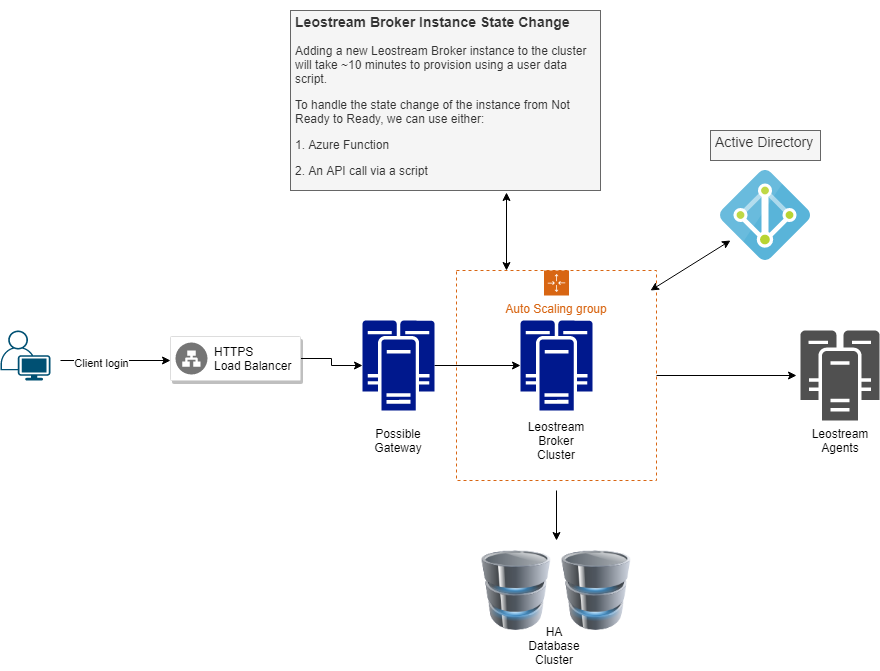 Leostream Broker Instance State Change
Adding a new Leostream Broker instance to the cluster
will take ~10 minutes to provision using a user data
script.
To handle the state change of the instance from Not
Ready to Ready, we can use either:
1. Azure Function
2. An API call via a script
Active Directory
Auto Scaling group
Client login
HTTPS
Load Balancer
Possible
Gateway
Leostream
Broker
Cluster
Leostream
Agents
HA
Database
Cluster